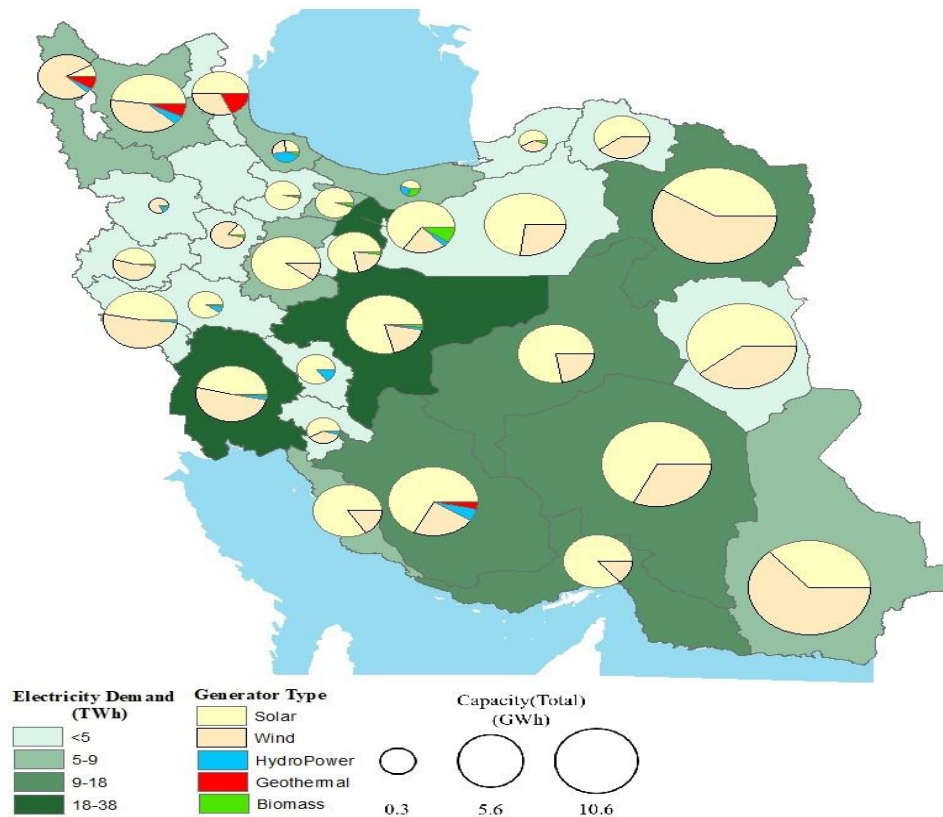 Electricity Demand
(TWh)
<5
5-9
9-18
18-38
Generator Type
Solar
Wind
HydroPower
Geothermal
Biomass
Capacity(Total)
(GWh)
0.3
5.6
10.6